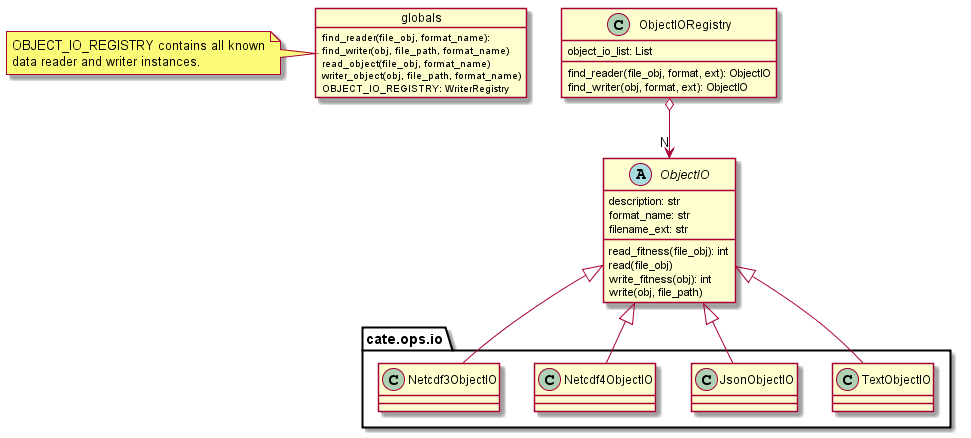 OBJECT_IO_REGISTRY contains all known
data reader and writer instances.
globals
find_reader(file_obj, format_name):
find_write(obj, file_path, format_name)
read_object(file_obj, format_name)
writer_object(obj, file_path, format_name)
OBJECT_IO_REGISTRY: WriterRegistry
C ObjectIORegistry
object_io_list: List
find_reader(file_obj, format, ext): ObjectIO
find_writer(obj, format, ext): ObjectIO
N
A ObjectIO
description: str
format_name: str
filename_ext: str
read_fitness(file_obj): int
read(file_obj)
write_fitness(obj): int
write(obj, file_path)
cate.ops.io
C Netcdf3ObjectIO
C Netcdf4ObjectIO
C JsonObjectIO
C TextObjectIO